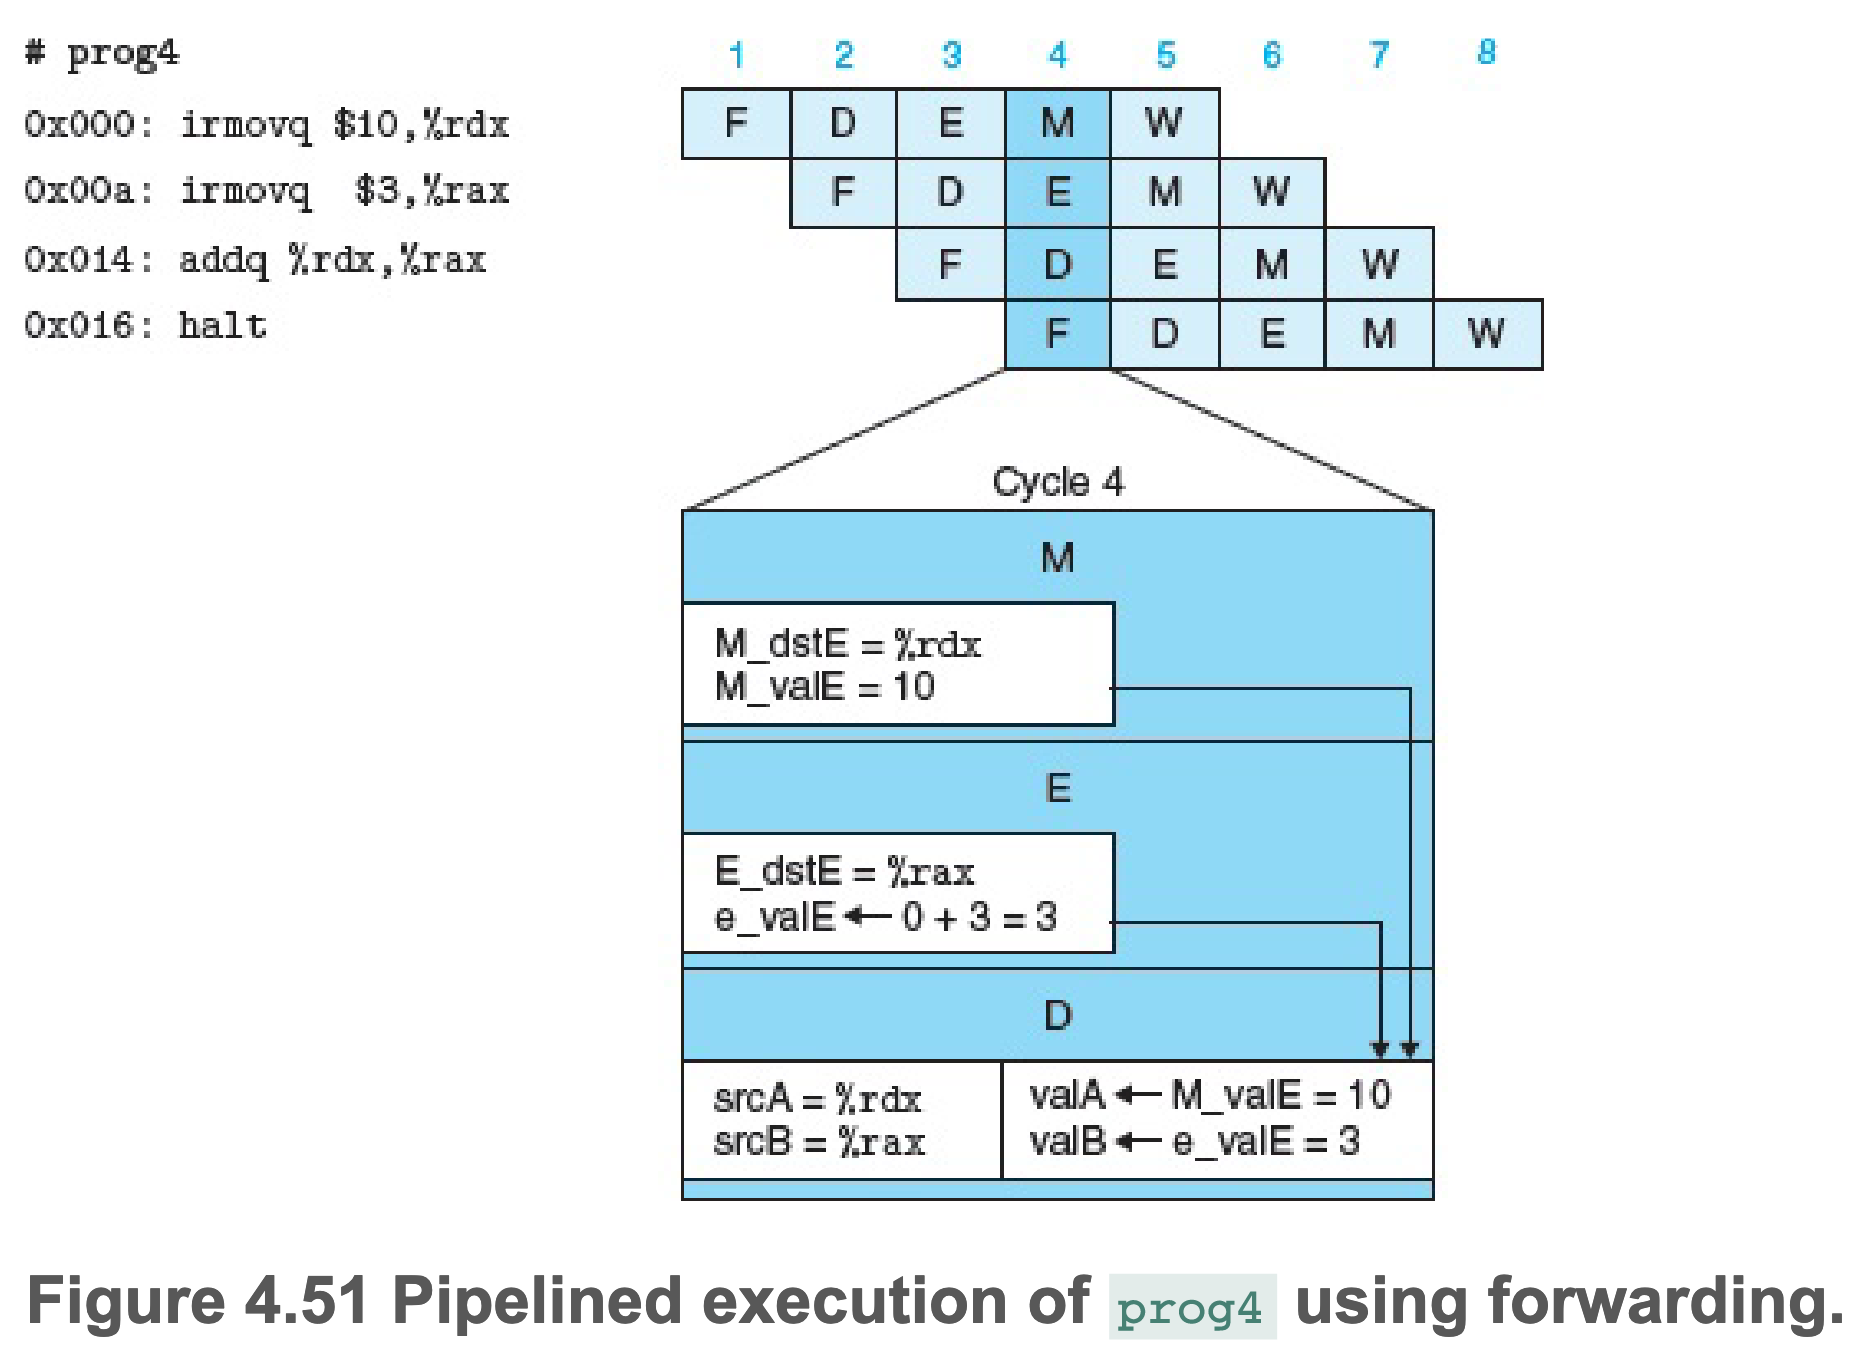 # prog4
0x000: irmovq $10,%rdx
0x00a: irmovq  $3,%rax
0x014: addq %rdx,%rax
0x016: halt
1 2 3 4 5 6 7 8
F D E M W
F D E M W
F D E M W
F D E M W
Cycle 4
M
M_dstE = %rdx
M_valE = 10
E
E_dstE = %rax
e_valE ← 0 + 3 = 3
D
srcA = %rdx
srcB = %rax
valA ← M_valE = 10
valB ← e_valE = 3
Figure 4.51 Pipelined execution of prog4 using forwarding.